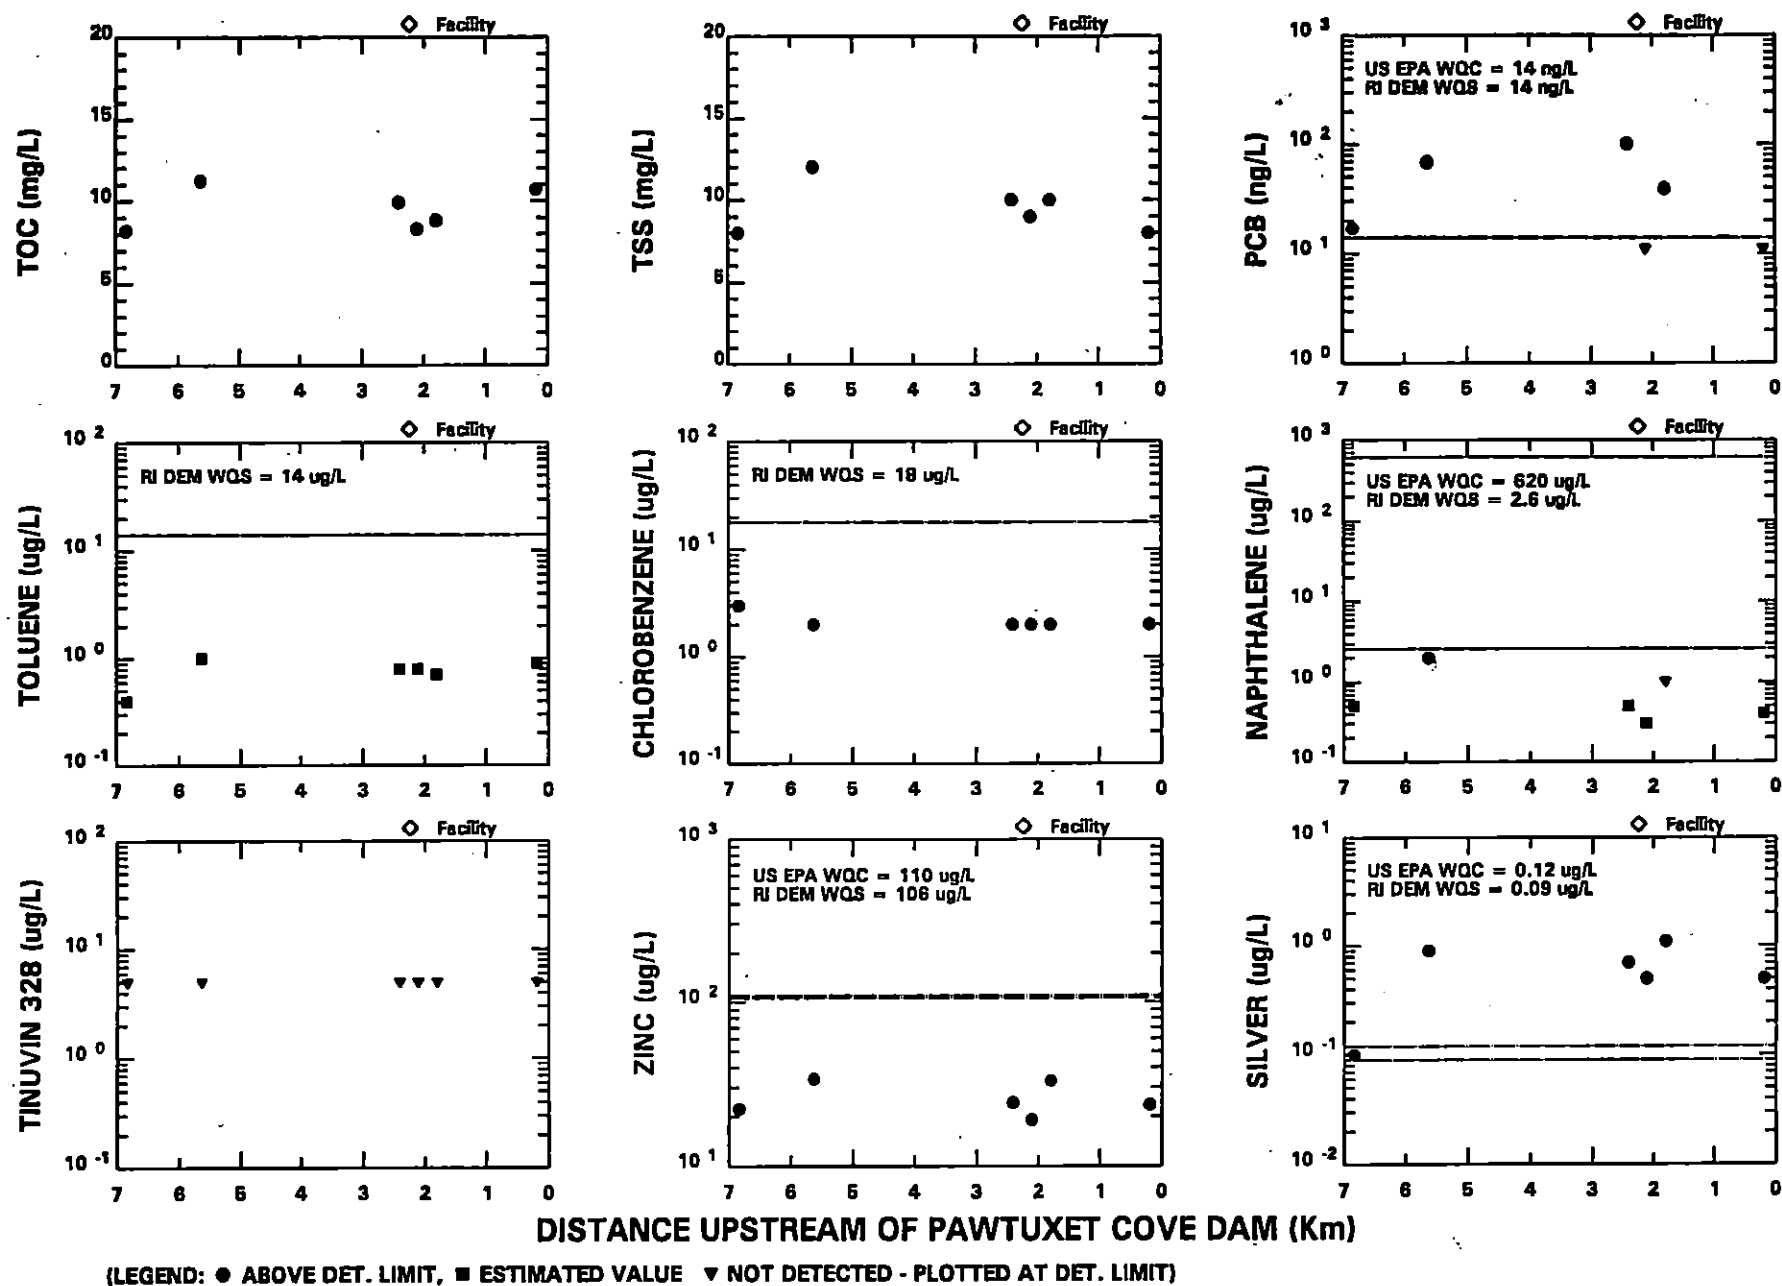 ◇ Facility
TOC (mg/L)
20
15
10
5
0
7 6 5 4 3 2 1 0
◇ Facility
TSS (mg/L)
20
15
10
5
0
7 6 5 4 3 2 1 0
◇ Facility
PCB (ng/L)
US EPA WQC = 14 ng/L
RI DEM WQS = 14 ng/L
10 3
10 2
10 1
10 0
7 6 5 4 3 2 1 0
◇ Facility
TOLUENE (ug/L)
RI DEM WQS = 14 ug/L
10 2
10 1
10 0
10 -1
7 6 5 4 3 2 1 0
◇ Facility
CHLOROBENZENE (ug/L)
RI DEM WQS = 18 ug/L
10 2
10 1
10 0
10 -1
7 6 5 4 3 2 1 0
◇ Facility
NAPHTHALENE (ug/L)
US EPA WQC = 620 ug/L
RI DEM WQS = 2.6 ug/L
10 3
10 2
10 1
10 0
10 -1
7 6 5 4 3 2 1 0
◇ Facility
TINUVIN 328 (ug/L)
10 2
10 1
10 0
10 -1
7 6 5 4 3 2 1 0
◇ Facility
ZINC (ug/L)
US EPA WQC = 110 ug/L
RI DEM WQS = 106 ug/L
10 3
10 2
10 1
7 6 5 4 3 2 1 0
◇ Facility
SILVER (ug/L)
US EPA WQC = 0.12 ug/L
RI DEM WQS = 0.09 ug/L
10 1
10 0
10 -1
10 -2
7 6 5 4 3 2 1 0
DISTANCE UPSTREAM OF PAWTUXET COVE DAM (Km)
(LEGEND: ● ABOVE DET. LIMIT, ■ ESTIMATED VALUE ▼ NOT DETECTED - PLOTTED AT DET. LIMIT)